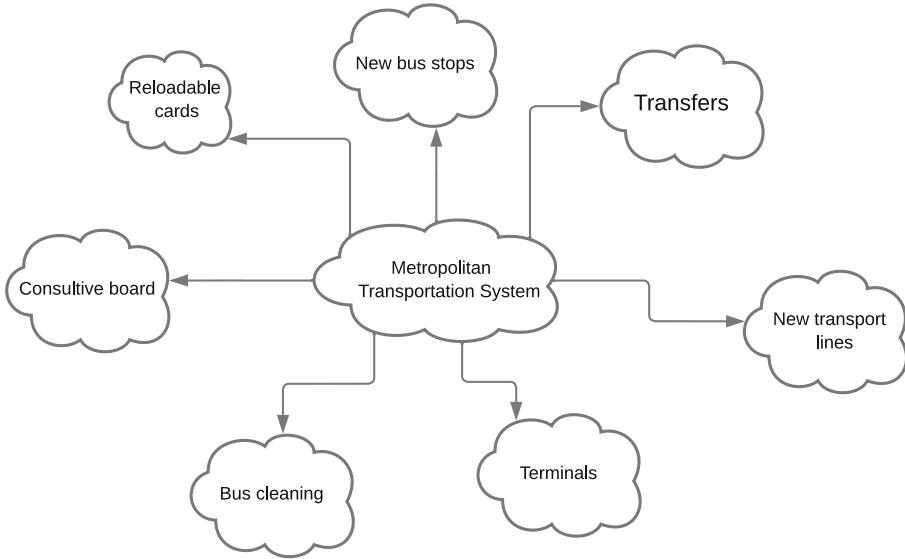 New bus stops
Reloadable
cards
Transfers
Consultive board
Metropolitan
Transportation System
New transport
lines
Bus cleaning
Terminals